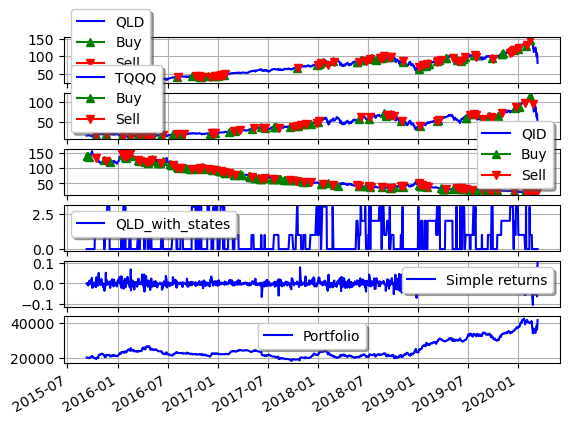 QLD
Buy
Sell
150
100
50
TQQQ
Buy
Sell
100
50
QID
Buy
Sell
150
100
50
2.5
0.0
QLD_with_states
0.1
0.0
−0.1
Simple returns
40000
20000
Portfolio
2015-07
2016-01
2016-07
2017-01
2017-07
2018-01
2018-07
2019-01
2019-07
2020-01